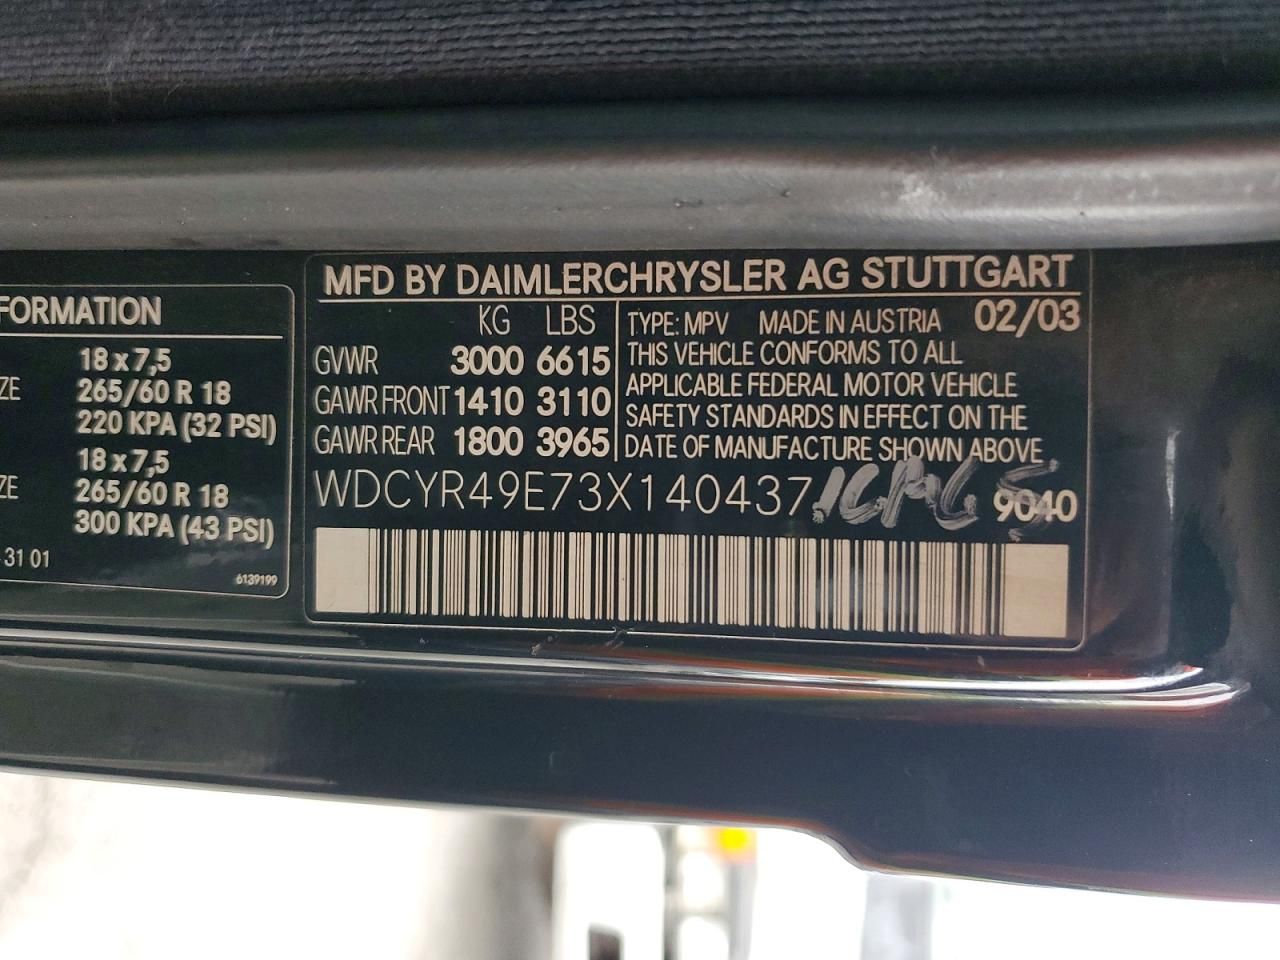 FORMATION
18 x 7,5
ZE 265/60 R 18
220 KPA (32 PSI)
18 x 7,5
ZE 265/60 R 18
300 KPA (43 PSI)
31 01
6139199
MFD BY DAIMLERCHRYSLER AG STUTTGART
KG LBS
GVWR 3000 6615
GAWR FRONT 1410 3110
GAWR REAR 1800 3965
TYPE: MPV MADE IN AUSTRIA 02/03
THIS VEHICLE CONFORMS TO ALL
APPLICABLE FEDERAL MOTOR VEHICLE
SAFETY STANDARDS IN EFFECT ON THE
DATE OF MANUFACTURE SHOWN ABOVE
WDCYR49E73X140437 9040